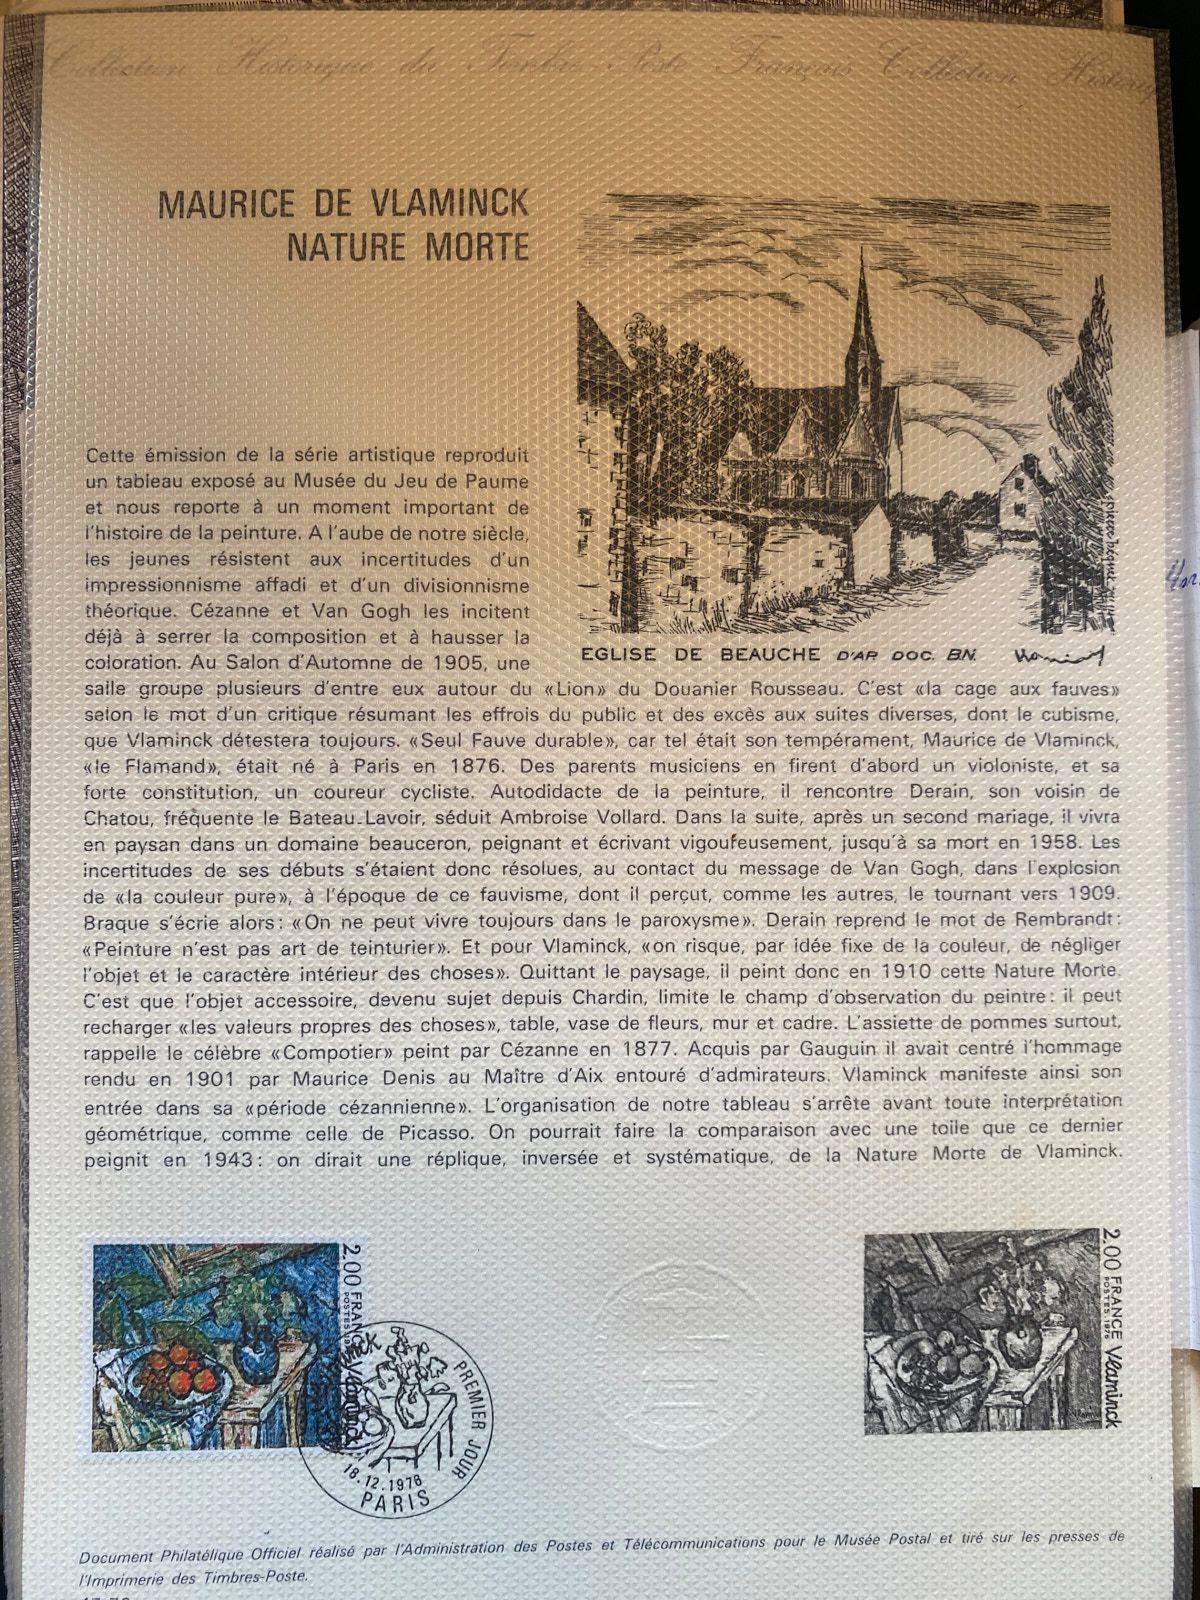 Collection Historique du Timbre-Poste Français Collection Histori
MAURICE DE VLAMINCK
NATURE MORTE
EGLISE DE BEAUCHE D'AP. DOC. B.N.
Cette émission de la série artistique reproduit
un tableau exposé au Musée du Jeu de Paume
et nous reporte à un moment important de
l'histoire de la peinture. A l'aube de notre siècle,
les jeunes résistent aux incertitudes d'un
impressionnisme affadi et d'un divisionnisme
théorique. Cézanne et Van Gogh les incitent
déjà à serrer la composition et à hausser la
coloration. Au Salon d'Automne de 1905, une
salle groupe plusieurs d'entre eux autour du «Lion» du Douanier Rousseau. C'est «la cage aux fauves»
selon le mot d'un critique résumant les effrois du public et des excès aux suites diverses, dont le cubisme,
que Vlaminck détestera toujours. «Seul Fauve durable», car tel était son tempérament, Maurice de Vlaminck,
«le Flamand», était né à Paris en 1876. Des parents musiciens en firent d'abord un violoniste, et sa
forte constitution, un coureur cycliste. Autodidacte de la peinture, il rencontre Derain, son voisin de
Chatou, fréquente le Bateau-Lavoir, séduit Ambroise Vollard. Dans la suite, après un second mariage, il vivra
en paysan dans un domaine beauceron, peignant et écrivant vigoureusement, jusqu'à sa mort en 1958. Les
incertitudes de ses débuts s'étaient donc résolues, au contact du message de Van Gogh, dans l'explosion
de «la couleur pure», à l'époque de ce fauvisme, dont il perçut, comme les autres, le tournant vers 1909.
Braque s'écrie alors: «On ne peut vivre toujours dans le paroxysme». Derain reprend le mot de Rembrandt:
«Peinture n'est pas art de teinturier». Et pour Vlaminck, «on risque, par idée fixe de la couleur, de négliger
l'objet et le caractère intérieur des choses». Quittant le paysage, il peint donc en 1910 cette Nature Morte.
C'est que l'objet accessoire, devenu sujet depuis Chardin, limite le champ d'observation du peintre: il peut
recharger «les valeurs propres des choses», table, vase de fleurs, mur et cadre. L'assiette de pommes surtout,
rappelle le célèbre «Compotier» peint par Cézanne en 1877. Acquis par Gauguin il avait centré l'hommage
rendu en 1901 par Maurice Denis au Maître d'Aix entouré d'admirateurs. Vlaminck manifeste ainsi son
entrée dans sa «période cézannienne». L'organisation de notre tableau s'arrête avant toute interprétation
géométrique, comme celle de Picasso. On pourrait faire la comparaison avec une toile que ce dernier
peignit en 1943: on dirait une réplique, inversée et systématique, de la Nature Morte de Vlaminck.
2.00 FRANCE
POSTES 1976
Vlaminck
PREMIER JOUR
18.12.1976
PARIS
2.00 FRANCE
POSTES 1976
Vlaminck
Document Philatélique Officiel réalisé par l'Administration des Postes et Télécommunications pour le Musée Postal et tiré sur les presses de
l'Imprimerie des Timbres-Poste.